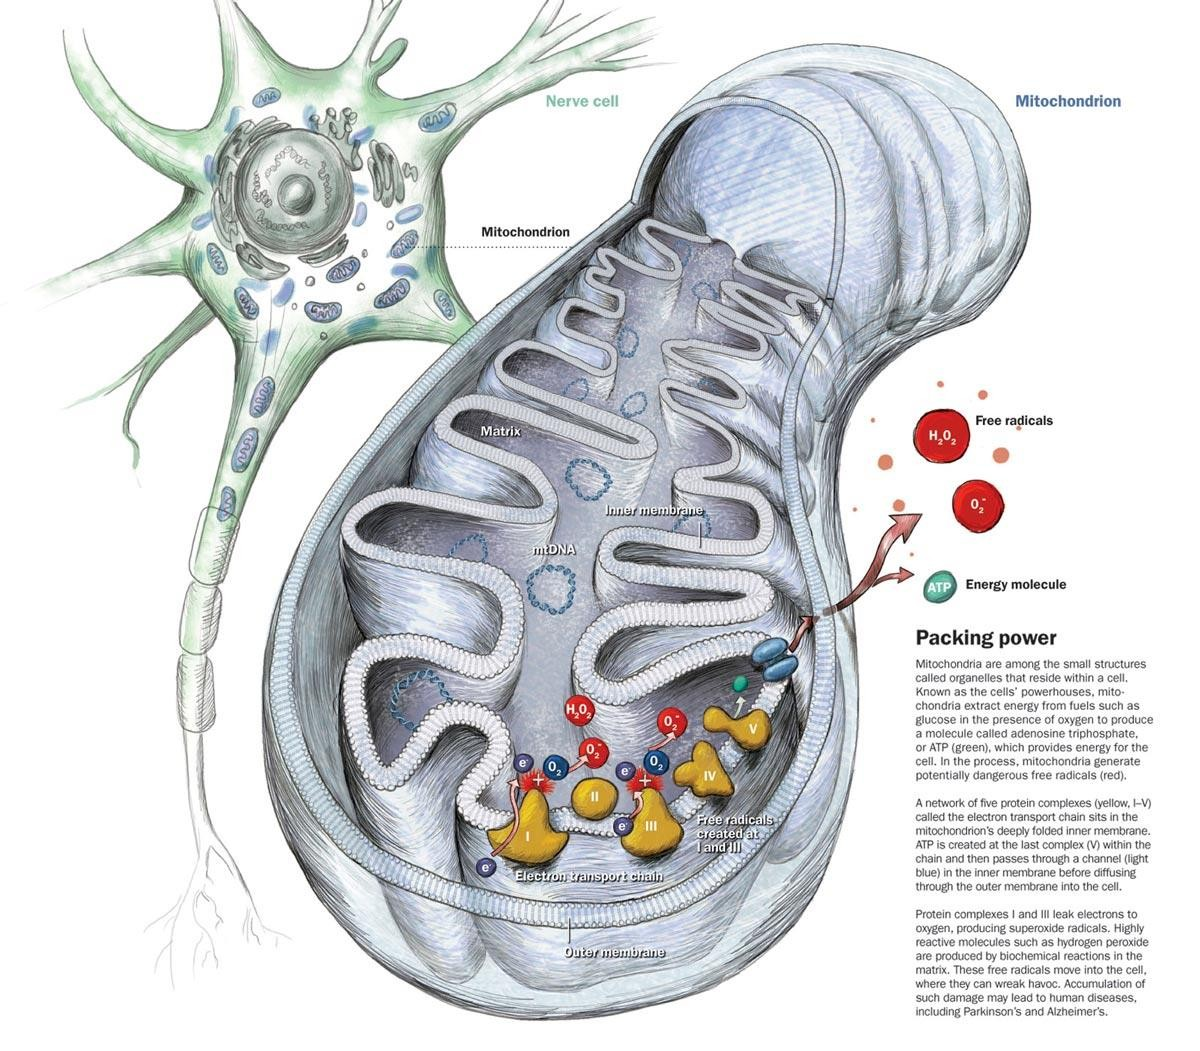 Nerve cell
Mitochondrion
Mitochondrion
Free radicals
H2O2
Matrix
O2-
Inner membrane
mtDNA
ATP
Energy molecule
Packing power
Mitochondria are among the small structures
called organelles that reside within a cell.
Known as the cells' powerhouses, mito-
chondria extract energy from fuels such as
glucose in the presence of oxygen to produce
a molecule called adenosine triphosphate,
or ATP (green), which provides energy for the
cell. In the process, mitochondria generate
potentially dangerous free radicals (red).
A network of five protein complexes (yellow, I–V)
called the electron transport chain sits in the
mitochondrion's deeply folded inner membrane.
ATP is created at the last complex (V) within the
chain and then passes through a channel (light
blue) in the inner membrane before diffusing
through the outer membrane into the cell.
Protein complexes I and III leak electrons to
oxygen, producing superoxide radicals. Highly
reactive molecules such as hydrogen peroxide
are produced by biochemical reactions in the
matrix. These free radicals move into the cell,
where they can wreak havoc. Accumulation of
such damage may lead to human diseases,
including Parkinson's and Alzheimer's.
H2O2
O2-
V
O2-
e-
O2
e-
O2
+
+
IV
II
e-
III
I
Free radicals
created at
I and III
e-
Electron transport chain
Outer membrane